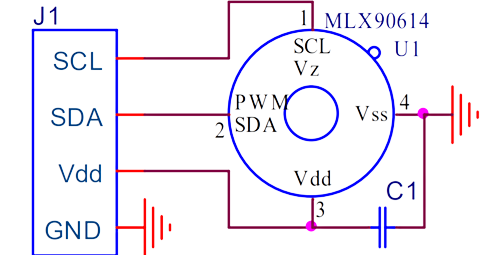 J1
SCL
SDA
Vdd
GND
1
MLX90614
U1
SCL
Vz
PWM
SDA
2
Vss
4
Vdd
3
C1